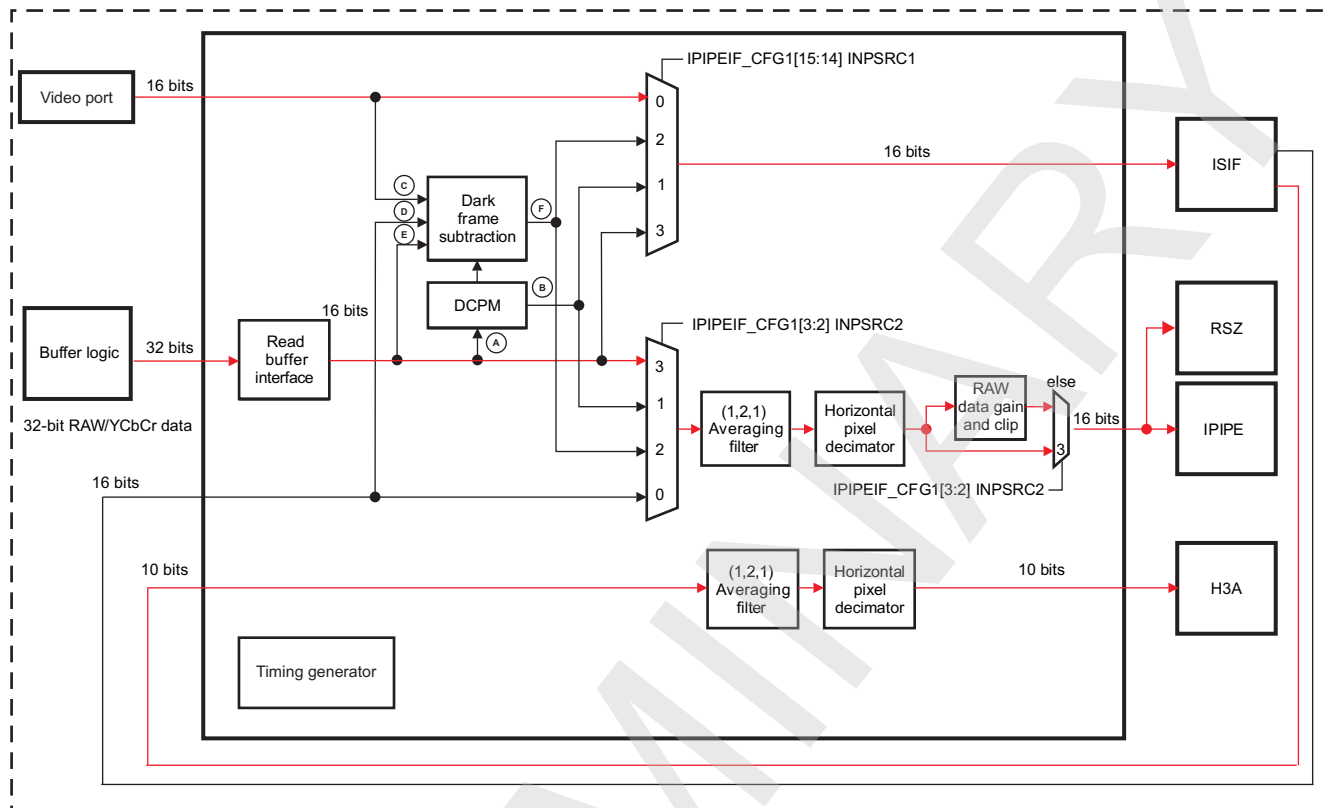 IPIPEIF_CFG1[15:14] INPSRC1
Video port
16 bits
0
2
1
3
16 bits
ISIF
C
D
E
Dark
frame
subtraction
F
DCPM
B
A
Buffer logic
32 bits
32-bit RAW/YCbCr data
Read
buffer
interface
16 bits
IPIPEIF_CFG1[3:2] INPSRC2
3
1
2
0
(1,2,1)
Averaging
filter
Horizontal
pixel
decimator
RAW
data gain
and clip
else
3
16 bits
IPIPEIF_CFG1[3:2] INPSRC2
RSZ
IPIPE
16 bits
10 bits
(1,2,1)
Averaging
filter
Horizontal
pixel
decimator
10 bits
H3A
Timing generator
MINARY